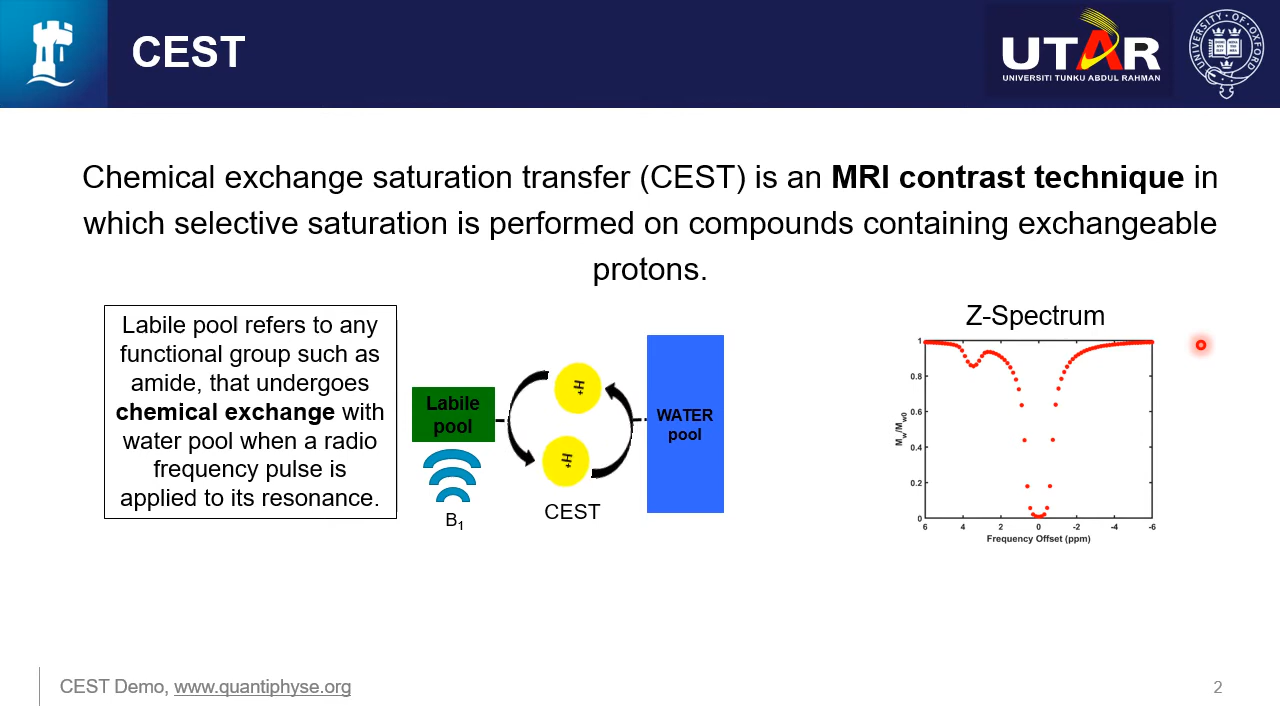 CEST
UTAR
UNIVERSITI TUNKU ABDUL RAHMAN
UNIVERSITY·OF·OXFORD
Chemical exchange saturation transfer (CEST) is an MRI contrast technique in
which selective saturation is performed on compounds containing exchangeable
protons.
Labile pool refers to any
functional group such as
amide, that undergoes
chemical exchange with
water pool when a radio
frequency pulse is
applied to its resonance.
Labile
pool
B1
H+
H+
CEST
WATER
pool
Z-Spectrum
1
0.8
0.6
0.4
0.2
0
Mw/Mw0
6 4 2 0 -2 -4 -6
Frequency Offset (ppm)
CEST Demo, www.quantiphyse.org
2